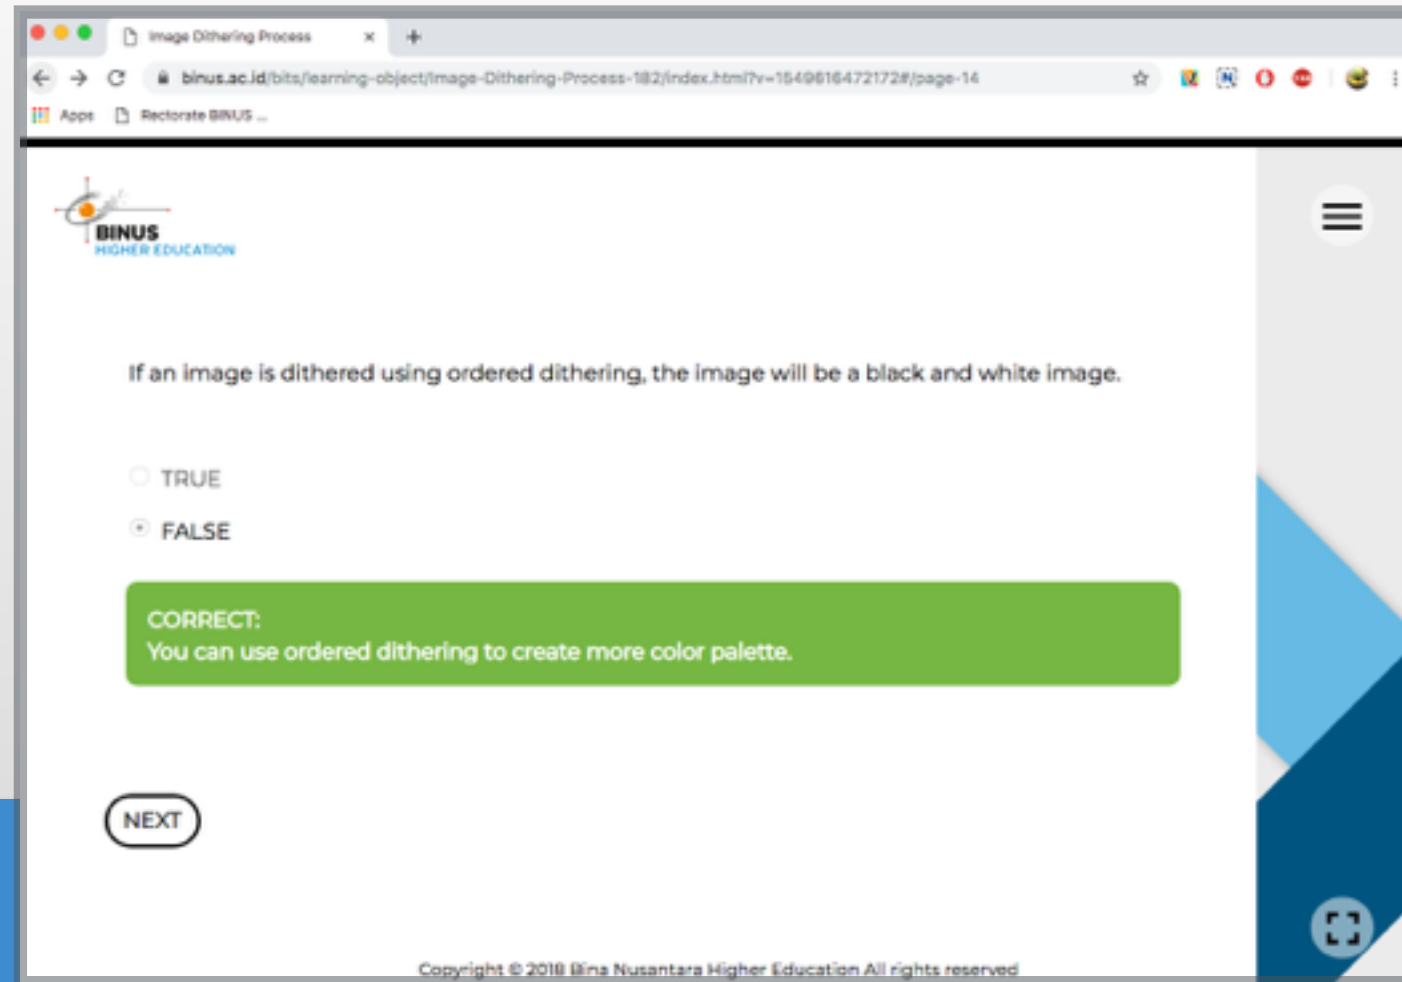 Image Dithering Process
binus.ac.id/bits/learning-object/Image-Dithering-Process-182/index.html?v=1549616472172#/page-14
Apps
Rectorate BINUS ...
BINUS
HIGHER EDUCATION
If an image is dithered using ordered dithering, the image will be a black and white image.
TRUE
FALSE
CORRECT:
You can use ordered dithering to create more color palette.
NEXT
Copyright © 2018 Bina Nusantara Higher Education All rights reserved